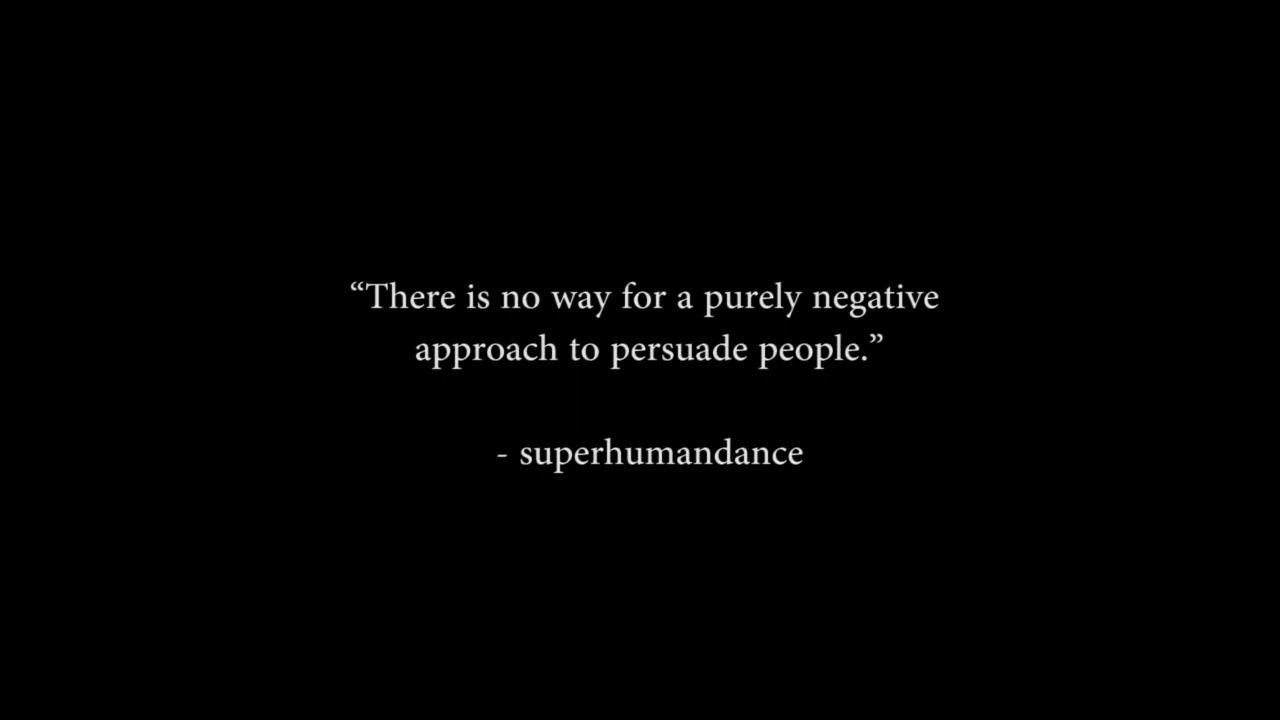 “There is no way for a purely negative
approach to persuade people.”
- superhumandance